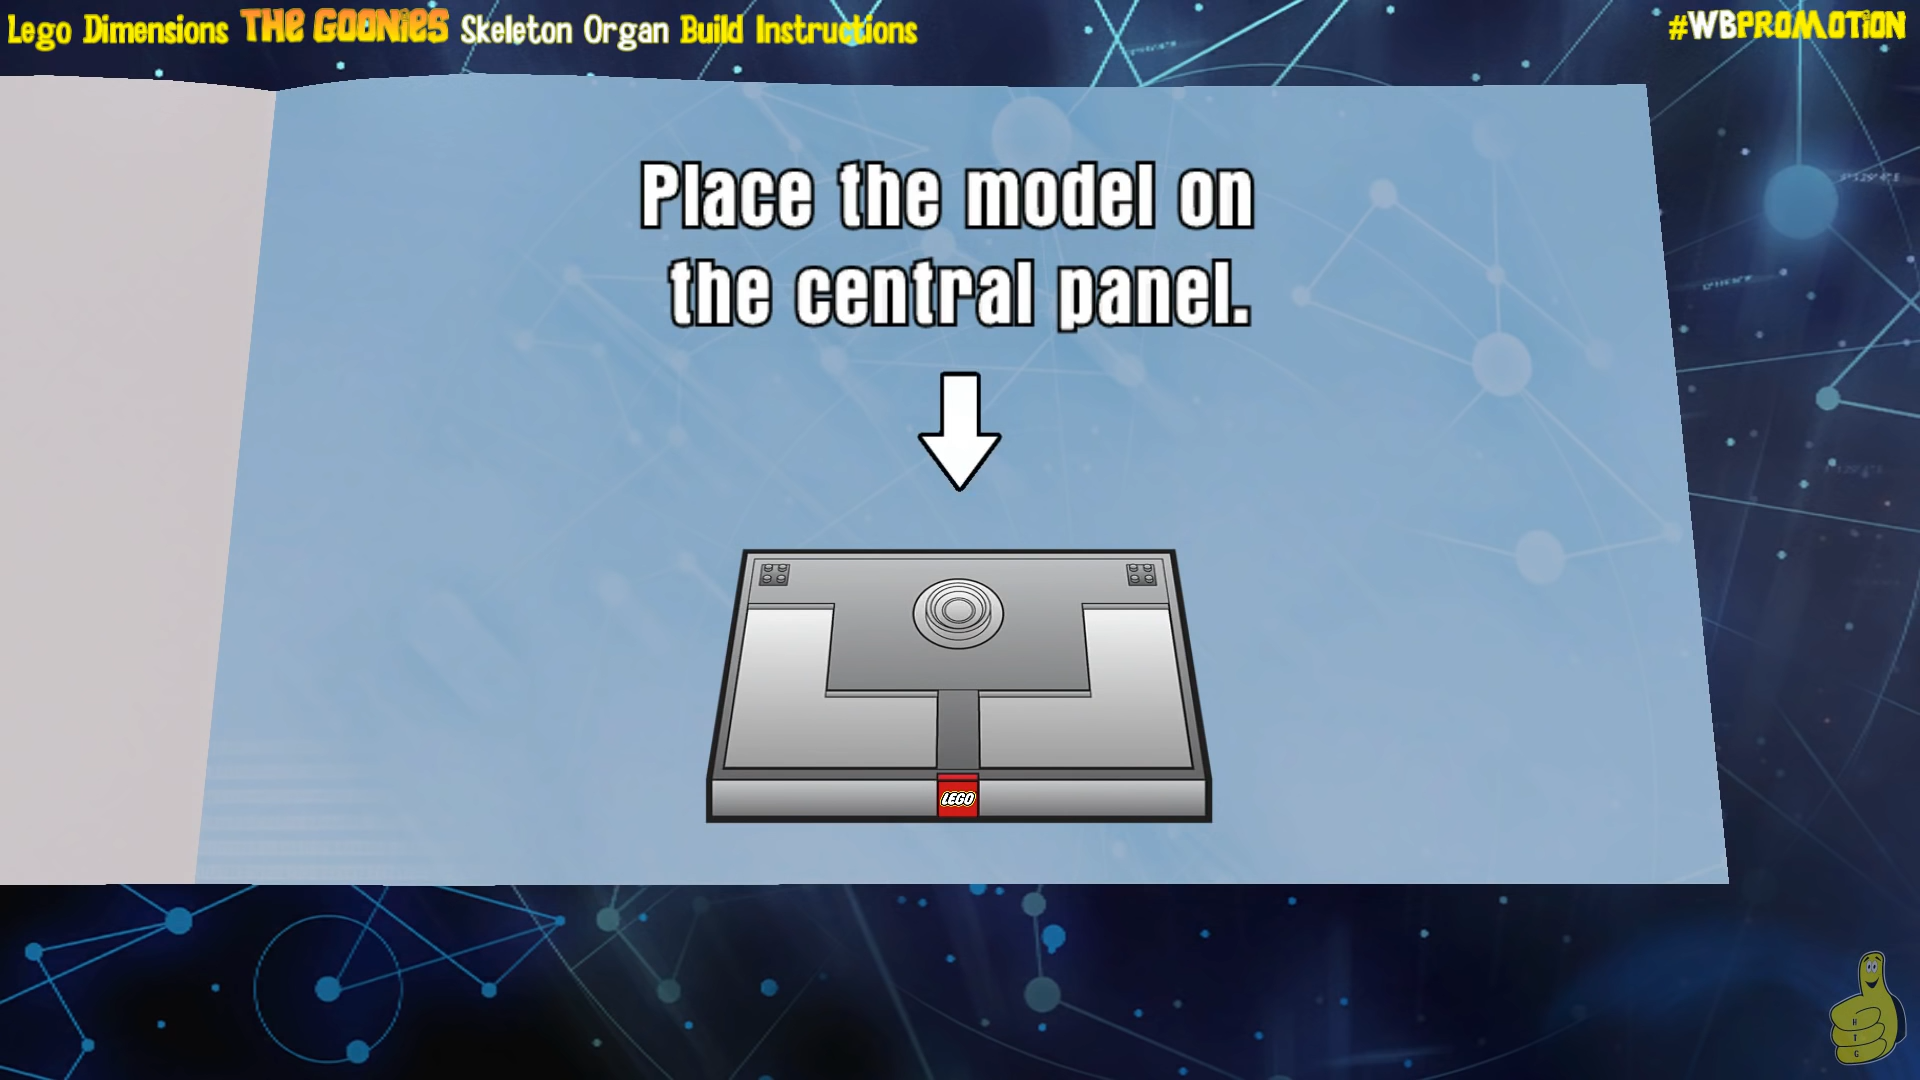 Lego Dimensions THE GOONIES Skeleton Organ Build Instructions
#WBPROMOTION
Place the model on
the central panel.
LEGO
H
T
G